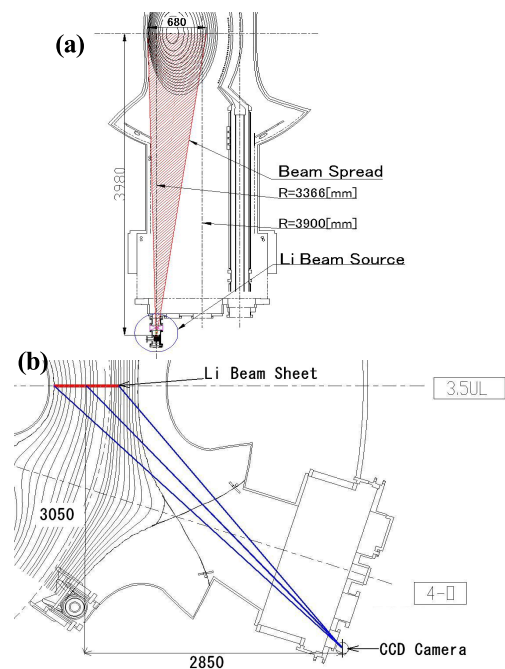 680
(a)
3980
Beam Spread
R=3366[mm]
R=3900[mm]
Li Beam Source
(b)
Li Beam Sheet
3.5UL
3050
4-口
CCD Camera
2850